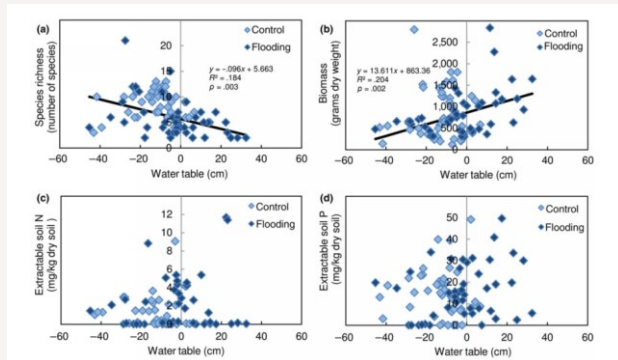 (a)
Control
Flooding
Species richness
(number of species)
20
15
10
5
0
y = −.096x + 5.663
R² = .184
p = .003
−60 −40 −20 0 20 40 60
Water table (cm)
(b)
Control
Flooding
Biomass
(grams dry weight)
2,500
2,000
1,500
1,000
500
0
y = 13.611x + 863.36
R² = .204
p = .002
−60 −40 −20 0 20 40 60
Water table (cm)
(c)
Control
Flooding
Extractable soil N
(mg/kg dry soil)
12
10
8
6
4
2
0
−60 −40 −20 0 20 40 60
Water table (cm)
(d)
Control
Flooding
Extractable soil P
(mg/kg dry soil)
50
40
30
20
10
0
−60 −40 −20 0 20 40 60
Water table (cm)